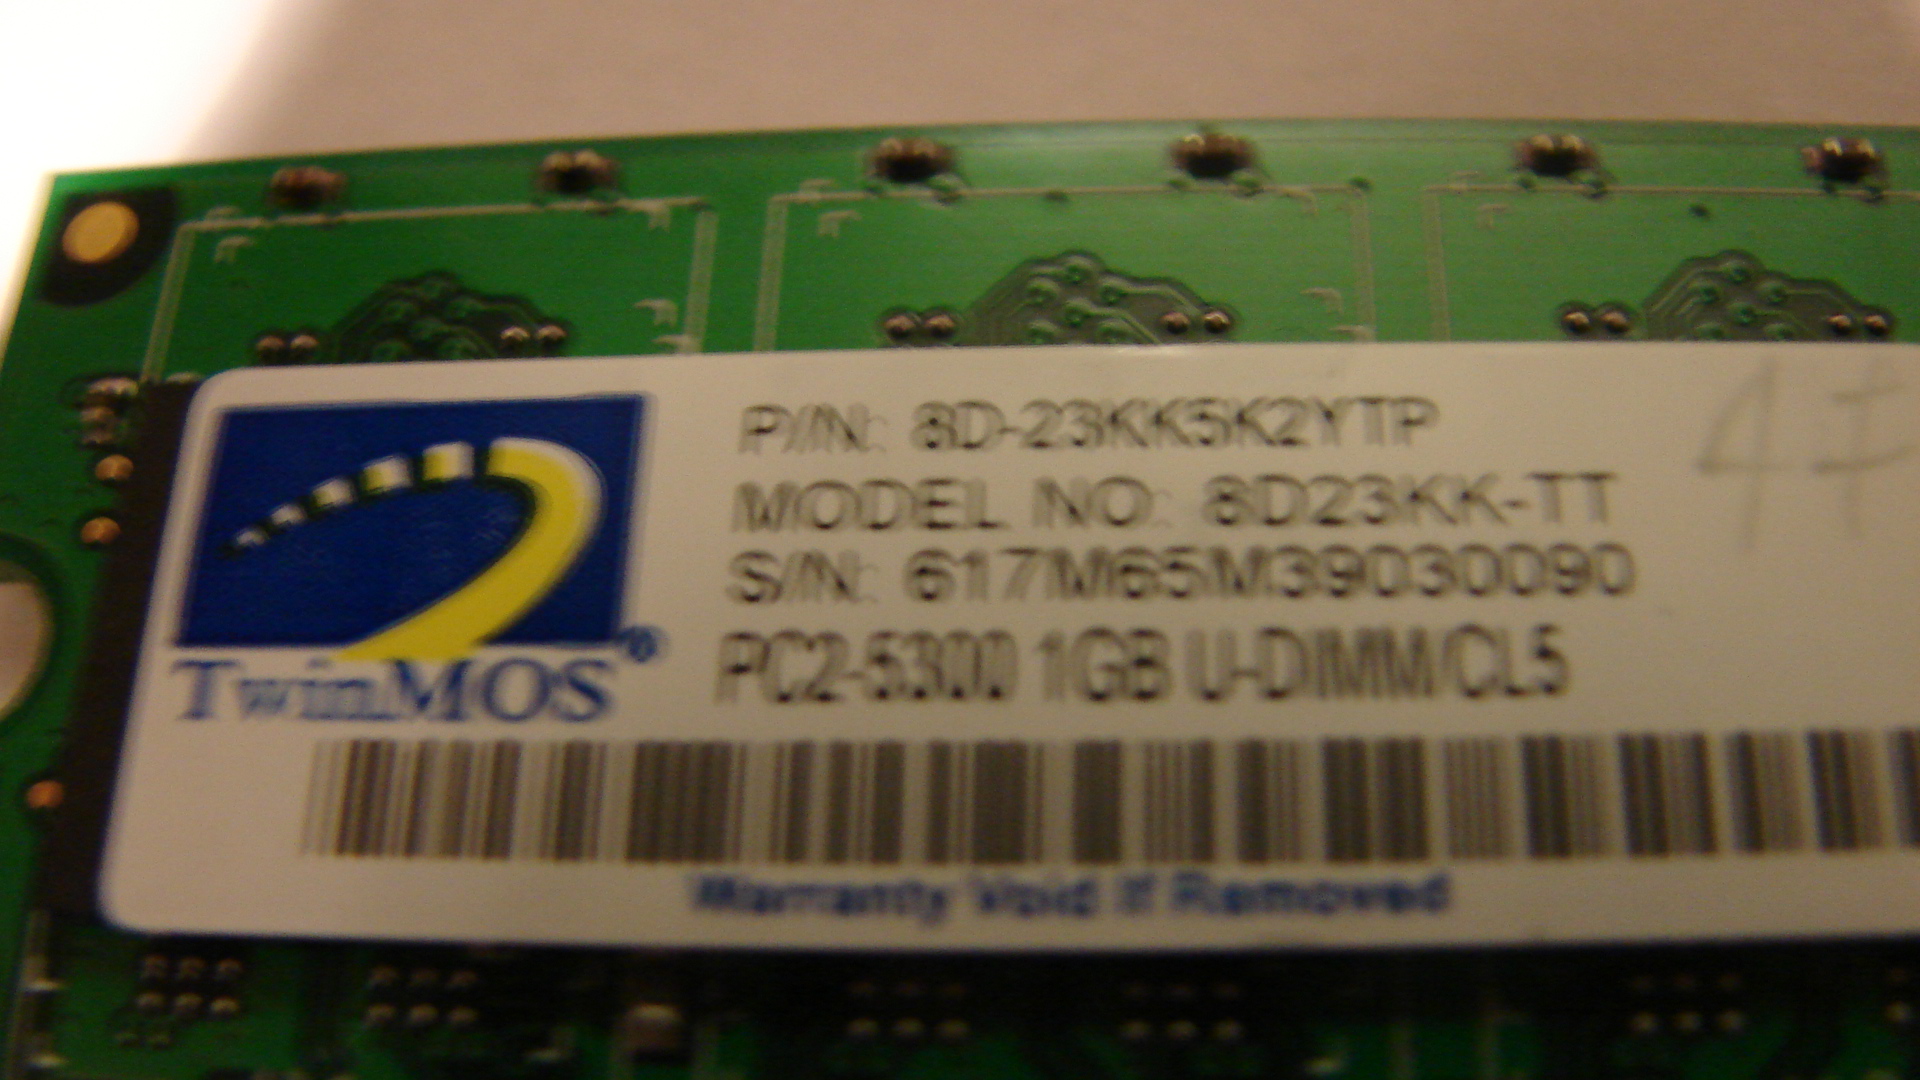 P/N: 8D-23KK5K2YTP
MODEL NO: 8D23KK-TT
S/N: 617M65M39030090
PC2-5300 1GB U-DIMM/CL5
TwinMOS®
Warranty Void If Removed